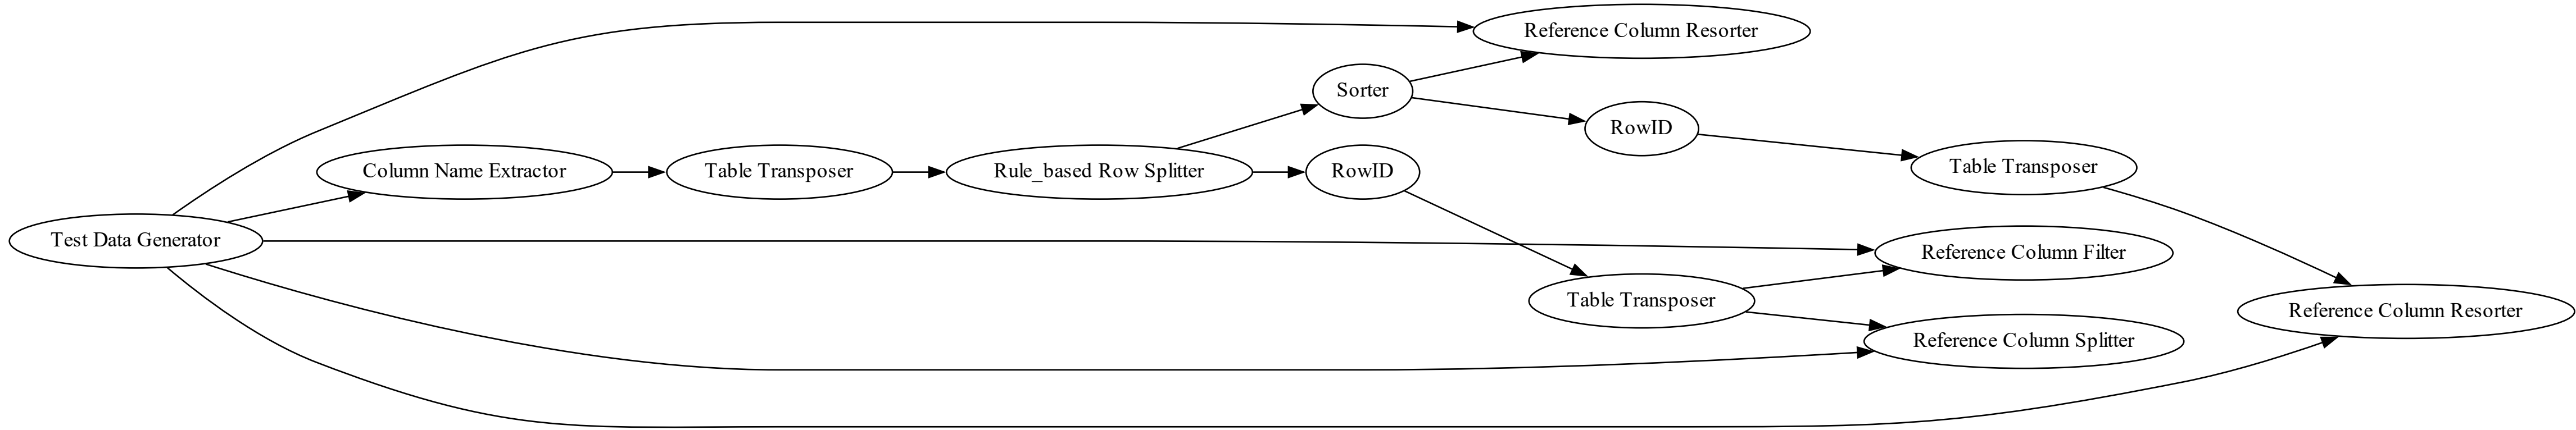 Reference Column Resorter
Sorter
RowID
Column Name Extractor
Table Transposer
Rule_based Row Splitter
RowID
Table Transposer
Test Data Generator
Reference Column Filter
Table Transposer
Reference Column Resorter
Reference Column Splitter